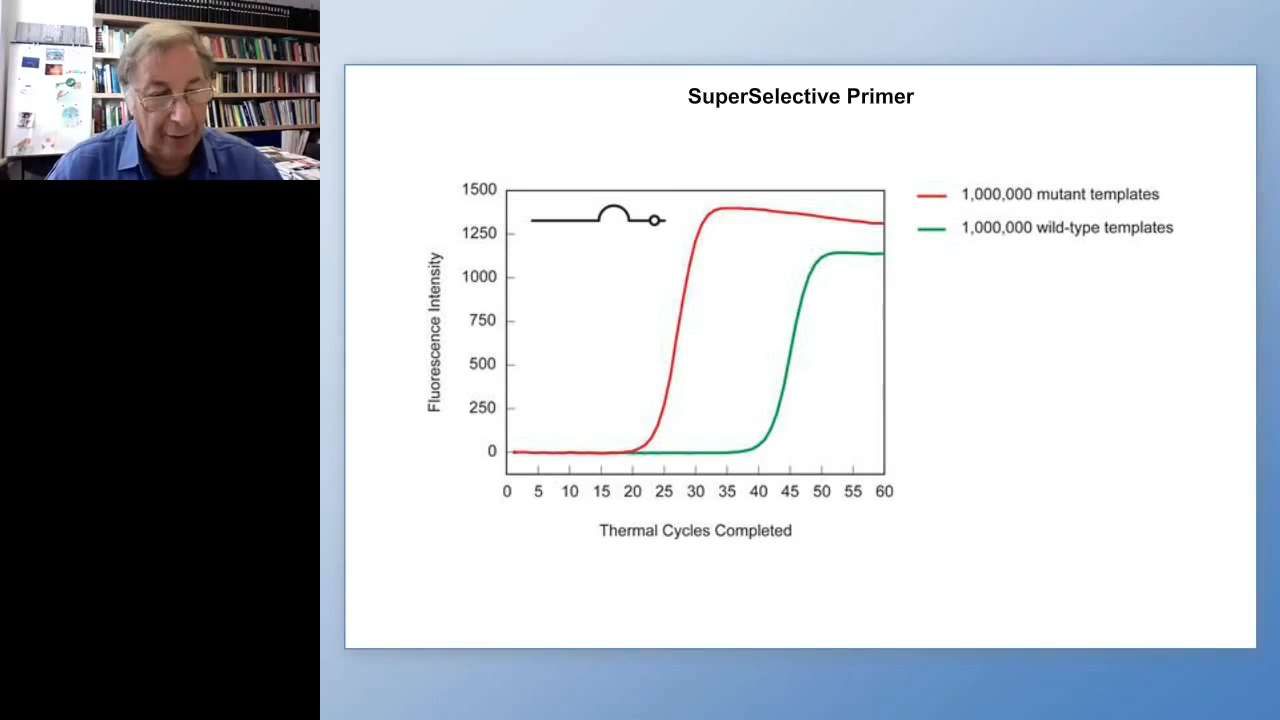 SuperSelective Primer
1500
1250
1000
750
500
250
0
Fluorescence Intensity
0 5 10 15 20 25 30 35 40 45 50 55 60
Thermal Cycles Completed
1,000,000 mutant templates
1,000,000 wild-type templates